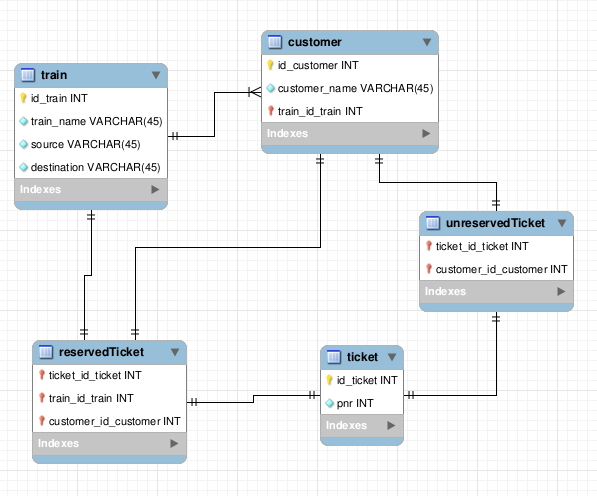 customer
id_customer INT
customer_name VARCHAR(45)
train_id_train INT
Indexes
train
id_train INT
train_name VARCHAR(45)
source VARCHAR(45)
destination VARCHAR(45)
Indexes
unreservedTicket
ticket_id_ticket INT
customer_id_customer INT
Indexes
reservedTicket
ticket_id_ticket INT
train_id_train INT
customer_id_customer INT
Indexes
ticket
id_ticket INT
pnr INT
Indexes